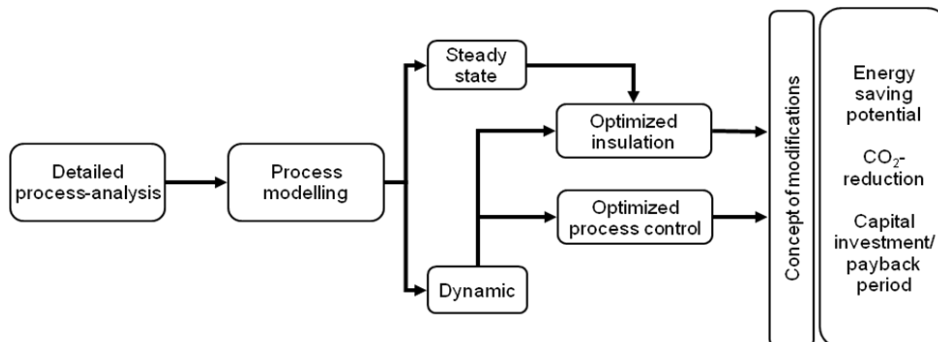 Detailed
process-analysis
Process
modelling
Steady
state
Dynamic
Optimized
insulation
Optimized
process control
Concept of modifications
Energy
saving
potential
CO₂-
reduction
Capital
investment/
payback
period